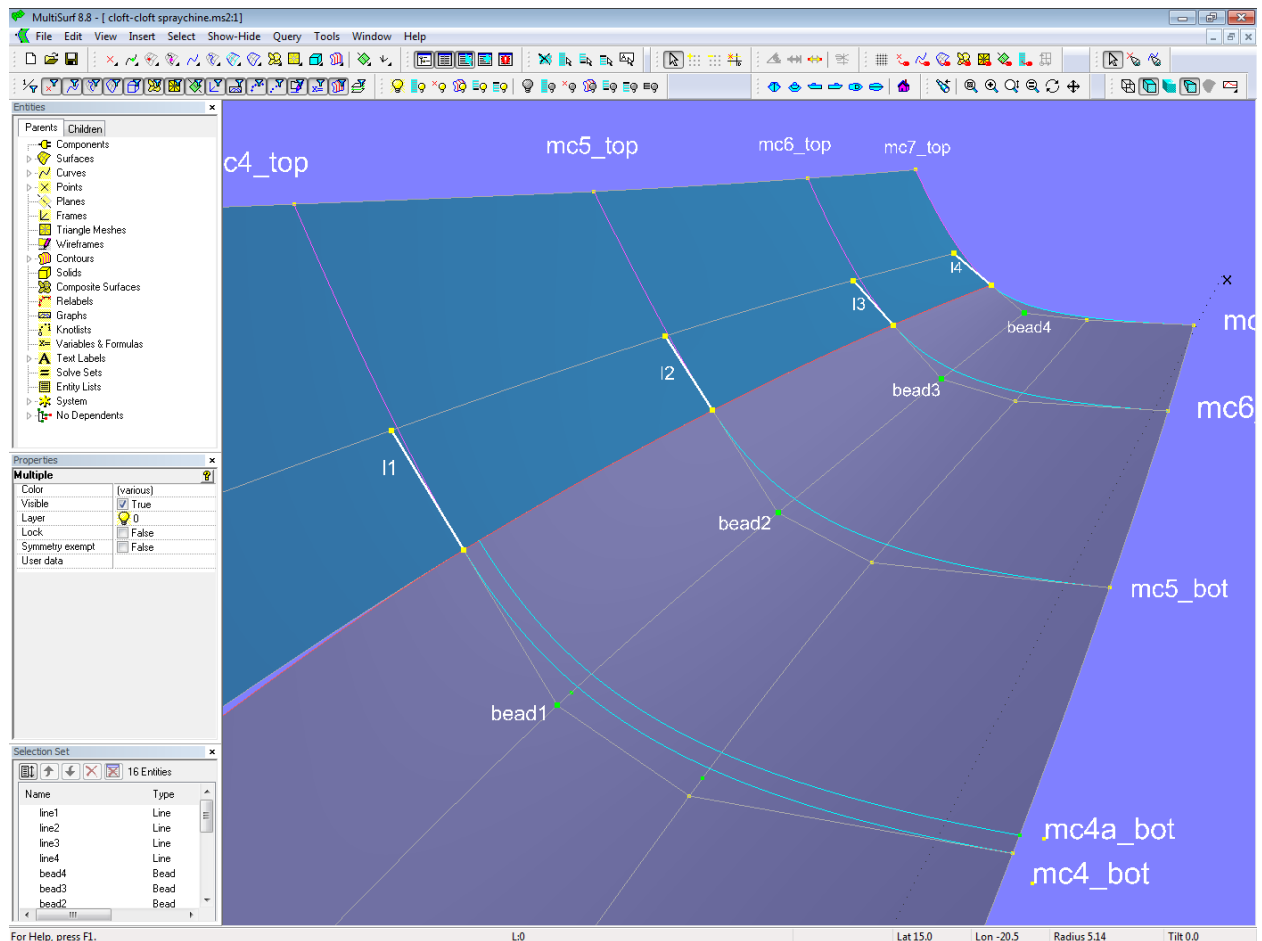 MultiSurf 8.8 - [ cloft-cloft spraychine.ms2:1]
File Edit View Insert Select Show-Hide Query Tools Window Help
Entities
Parents Children
Components
Surfaces
Curves
Points
Planes
Frames
Triangle Meshes
Wireframes
Contours
Solids
Composite Surfaces
Relabels
Graphs
Knotlists
Variables & Formulas
Text Labels
Solve Sets
Entity Lists
System
No Dependents
Properties
Multiple
Color (various)
Visible True
Layer 0
Lock False
Symmetry exempt False
User data
Selection Set
16 Entities
Name Type
line1 Line
line2 Line
line3 Line
line4 Line
bead4 Bead
bead3 Bead
bead2 Bead
c4_top
mc5_top
mc6_top
mc7_top
l4
x
l3
bead4
mc
l2
bead3
mc6_
l1
bead2
mc5_bot
bead1
mc4a_bot
mc4_bot
For Help, press F1. L:0 Lat 15.0 Lon -20.5 Radius 5.14 Tilt 0.0